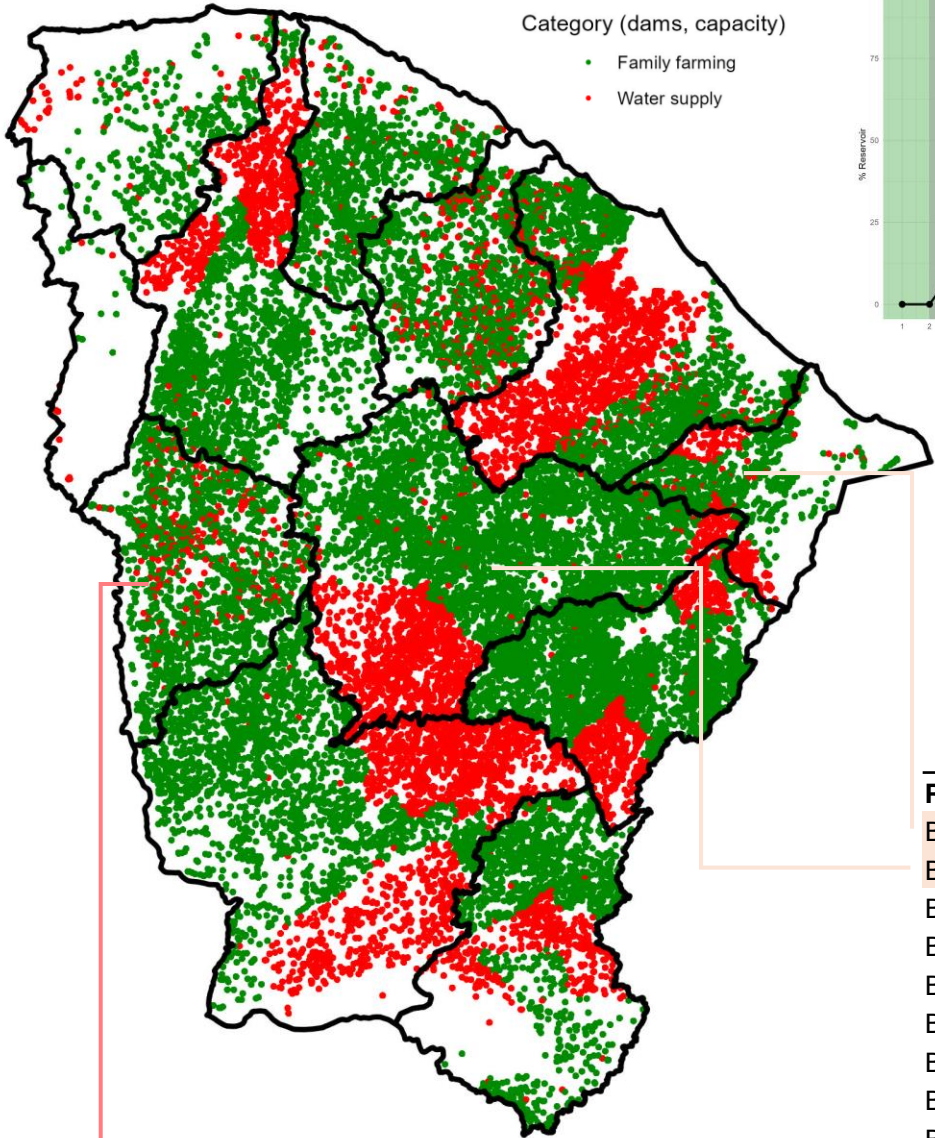 Category (dams, capacity)
Family farming
Water supply
% Reservoir
75
50
25
0
1
2